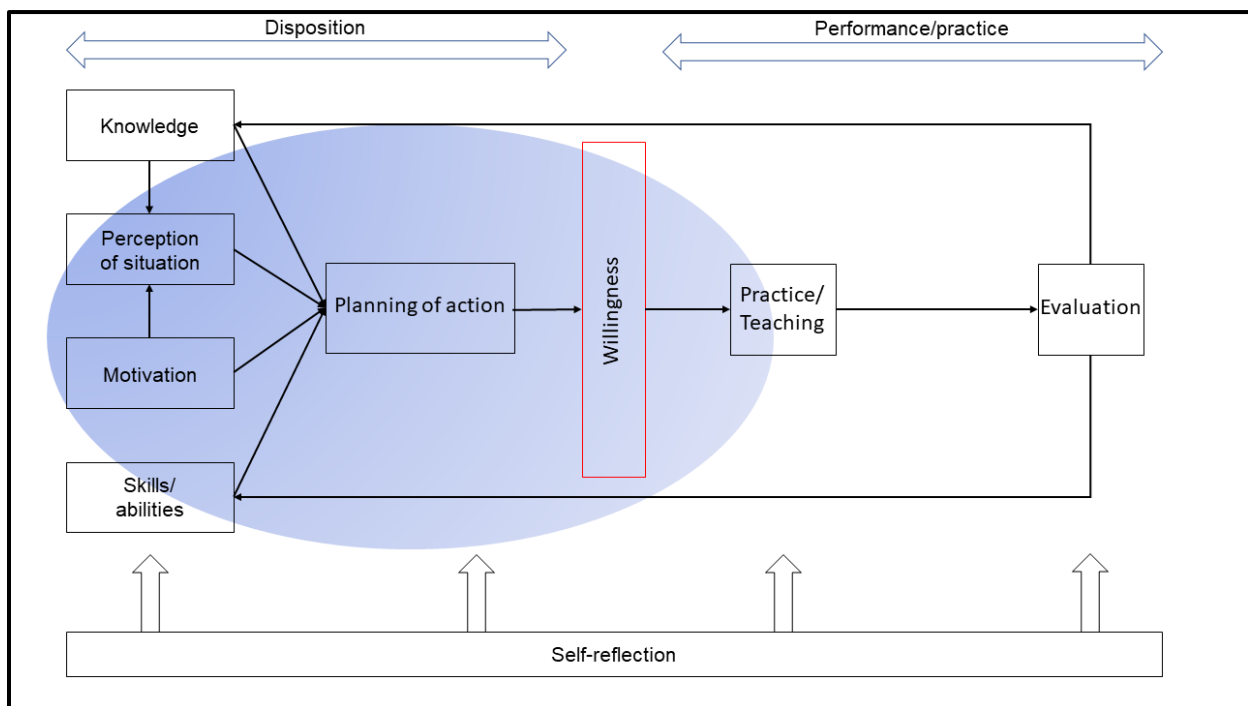 Disposition
Performance/practice
Knowledge
Perception
of situation
Motivation
Skills/
abilities
Planning of action
Willingness
Practice/
Teaching
Evaluation
Self-reflection